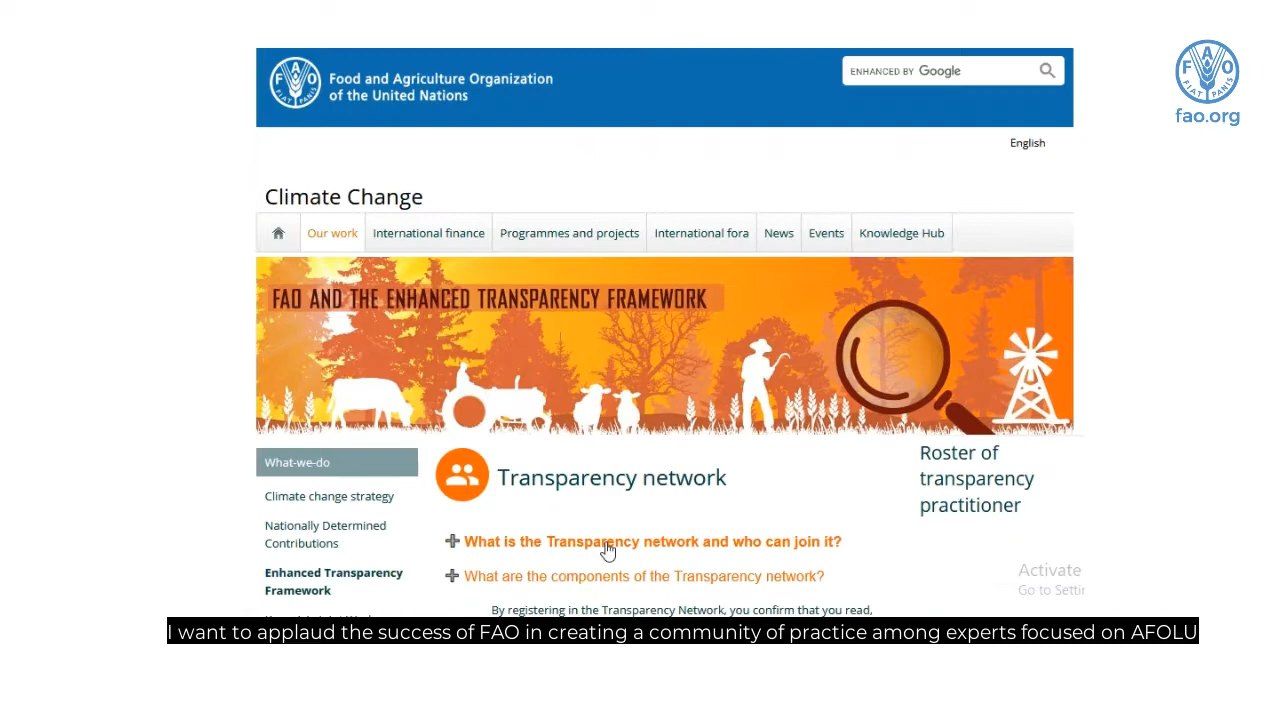 Food and Agriculture Organization
of the United Nations
ENHANCED BY Google
FAO
FIAT PANIS
fao.org
English
Climate Change
Our work
International finance
Programmes and projects
International fora
News
Events
Knowledge Hub
FAO AND THE ENHANCED TRANSPARENCY FRAMEWORK
What-we-do
Climate change strategy
Nationally Determined
Contributions
Enhanced Transparency
Framework
Transparency network
What is the Transparency network and who can join it?
What are the components of the Transparency network?
By registering in the Transparency Network, you confirm that you read,
Roster of
transparency
practitioner
Activate
Go to Settin
I want to applaud the success of FAO in creating a community of practice among experts focused on AFOLU